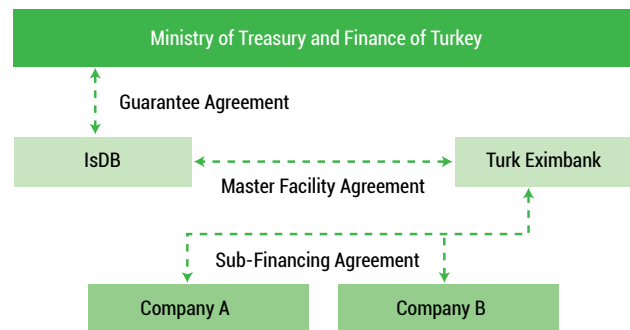 Ministry of Treasury and Finance of Turkey
Guarantee Agreement
IsDB
Turk Eximbank
Master Facility Agreement
Sub-Financing Agreement
Company A
Company B